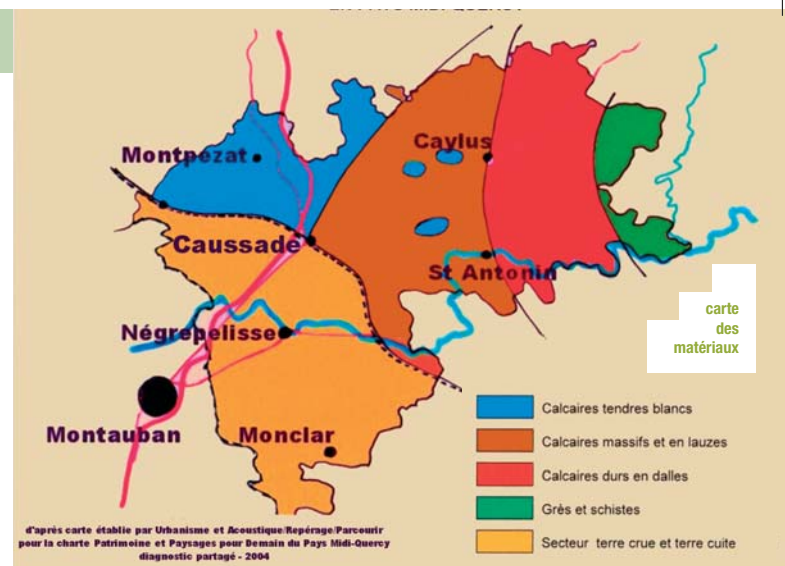 Montpezat
Caylus
Caussade
St Antonin
carte
des
matériaux
Négrepelisse
Montauban
Monclar
Calcaires tendres blancs
Calcaires massifs et en lauzes
Calcaires durs en dalles
Grès et schistes
Secteur terre crue et terre cuite
d'après carte établie par Urbanisme et Acoustique/Repérage/Parcourir
pour la charte Patrimoine et Paysages pour Demain du Pays Midi-Quercy
diagnostic partagé - 2004